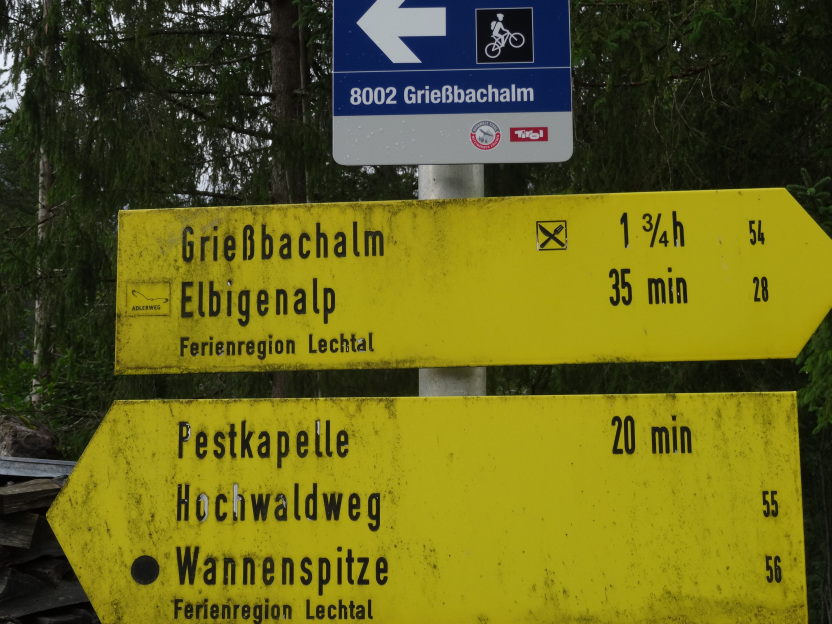 8002 Grießbachalm
Tirol
Grießbachalm 1 ¾ h 54
ADLERWEG
Elbigenalp 35 min 28
Ferienregion Lechtal
Pestkapelle 20 min
Hochwaldweg 55
Wannenspitze 56
Ferienregion Lechtal